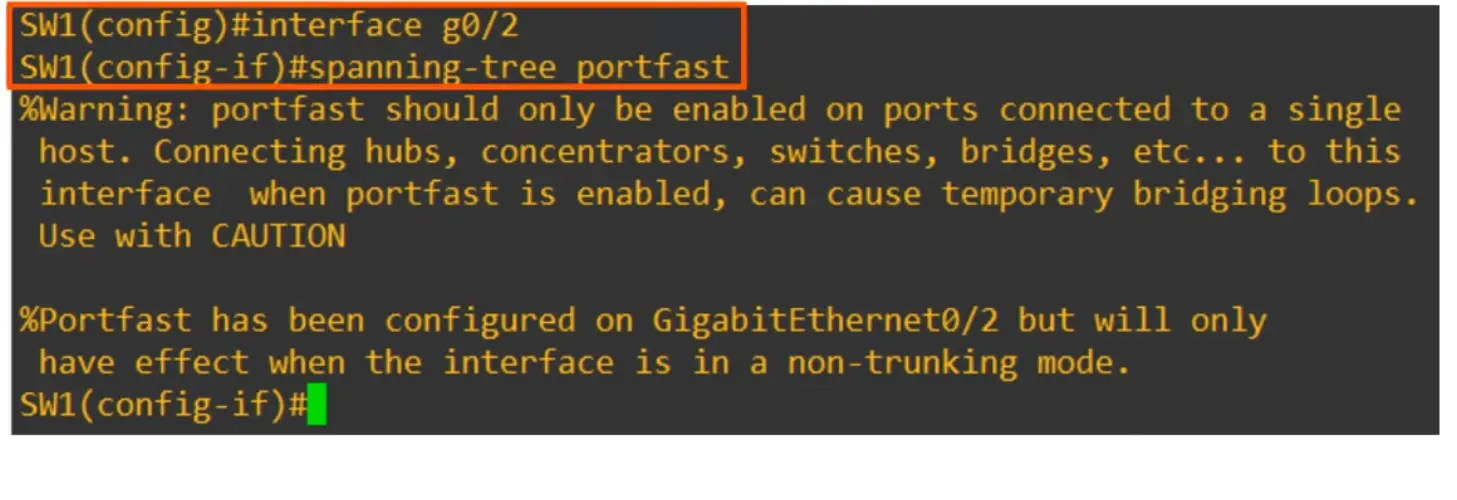 SW1(config)#interface g0/2
SW1(config-if)#spanning-tree portfast
%Warning: portfast should only be enabled on ports connected to a single
host. Connecting hubs, concentrators, switches, bridges, etc... to this
interface  when portfast is enabled, can cause temporary bridging loops.
Use with CAUTION
%Portfast has been configured on GigabitEthernet0/2 but will only
have effect when the interface is in a non-trunking mode.
SW1(config-if)#